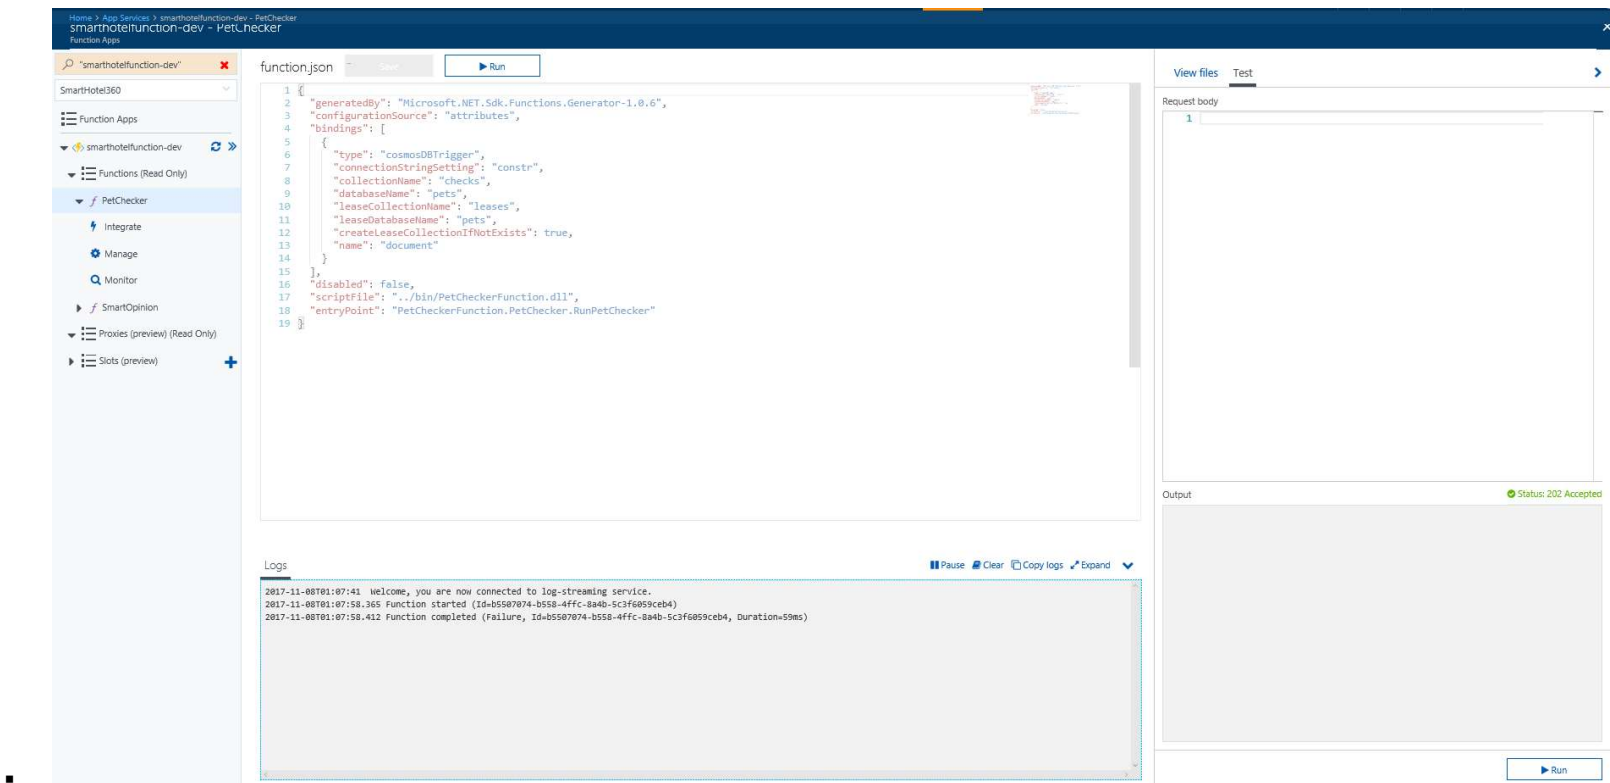 Home > App Services > smarthotelfunction-dev - PetChecker
smarthotelfunction-dev - PetChecker
Function Apps
"smarthotelfunction-dev"
SmartHotel360
Function Apps
smarthotelfunction-dev
Functions (Read Only)
f PetChecker
Integrate
Manage
Monitor
f SmartOpinion
Proxies (preview) (Read Only)
Slots (preview)
function.json Save Run
1 {
2 "generatedBy": "Microsoft.NET.Sdk.Functions.Generator-1.0.6",
3 "configurationSource": "attributes",
4 "bindings": [
5 {
6 "type": "cosmosDBTrigger",
7 "connectionStringSetting": "constr",
8 "collectionName": "checks",
9 "databaseName": "pets",
10 "leaseCollectionName": "leases",
11 "leaseDatabaseName": "pets",
12 "createLeaseCollectionIfNotExists": true,
13 "name": "document"
14 }
15 ],
16 "disabled": false,
17 "scriptFile": "../bin/PetCheckerFunction.dll",
18 "entryPoint": "PetCheckerFunction.PetChecker.RunPetChecker"
19 }
Logs
Pause Clear Copy logs Expand
2017-11-08T01:07:41 Welcome, you are now connected to log-streaming service.
2017-11-08T01:07:58.365 Function started (Id=b5507074-b558-4ffc-8a4b-5c3f6059ceb4)
2017-11-08T01:07:58.412 Function completed (Failure, Id=b5507074-b558-4ffc-8a4b-5c3f6059ceb4, Duration=59ms)
View files Test
Request body
1
Output
Status: 202 Accepted
Run